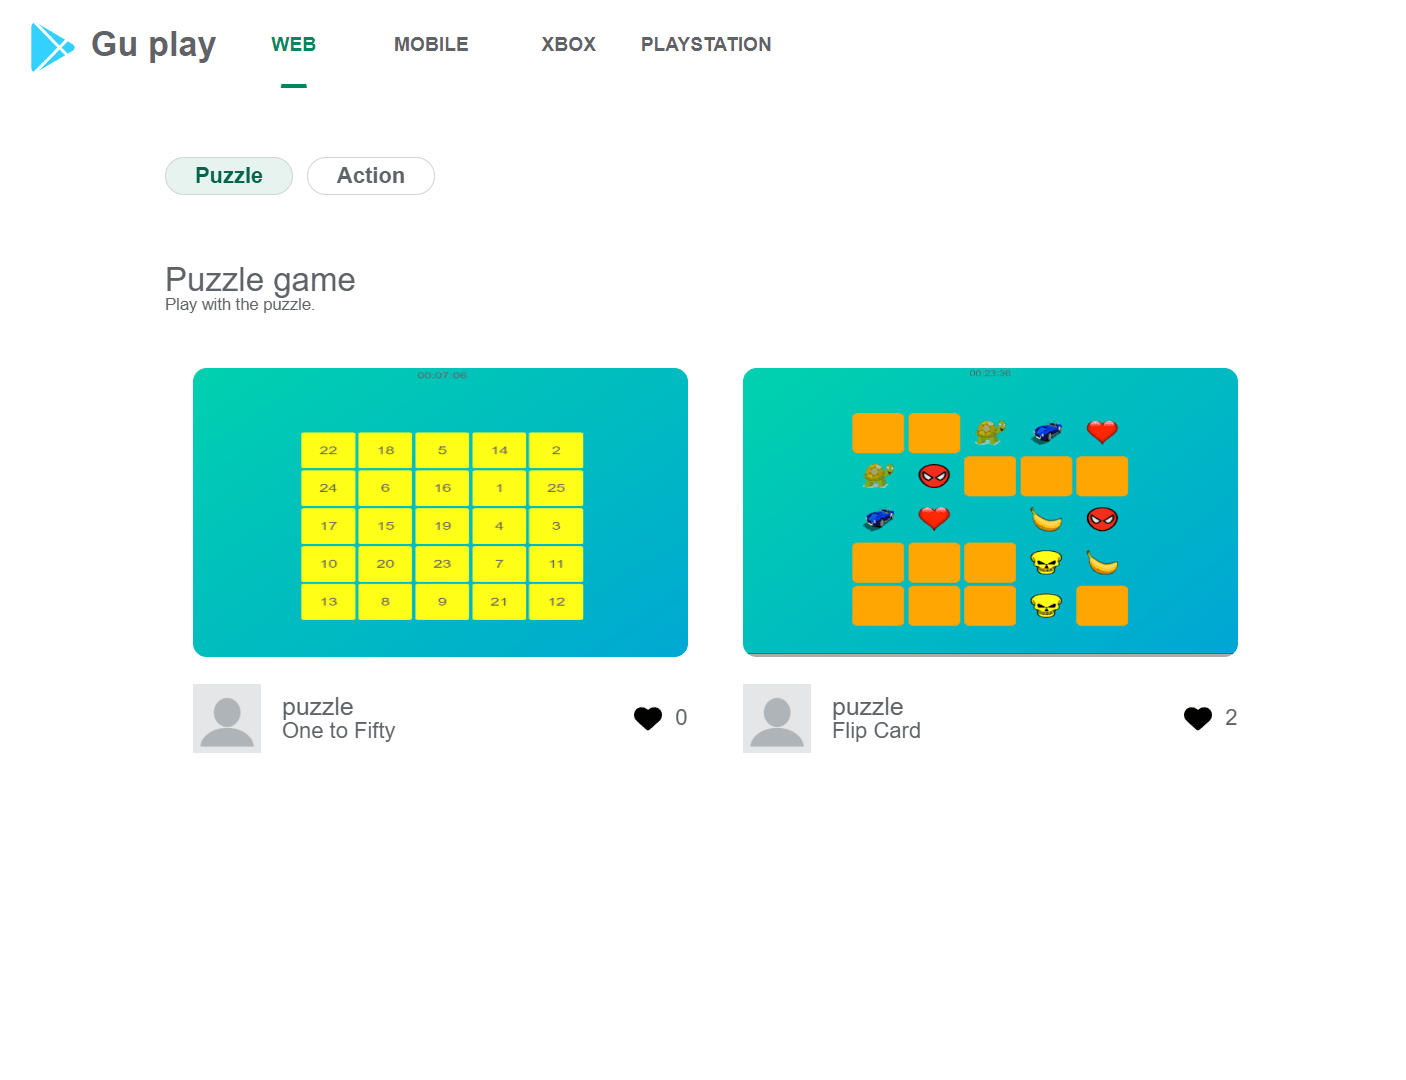 Gu play WEB MOBILE XBOX PLAYSTATION
Puzzle Action
Puzzle game
Play with the puzzle.
00:07:06
22 18 5 14 2
24 6 16 1 25
17 15 19 4 3
10 20 23 7 11
13 8 9 21 12
00:23:36
puzzle
One to Fifty
0
puzzle
Flip Card
2